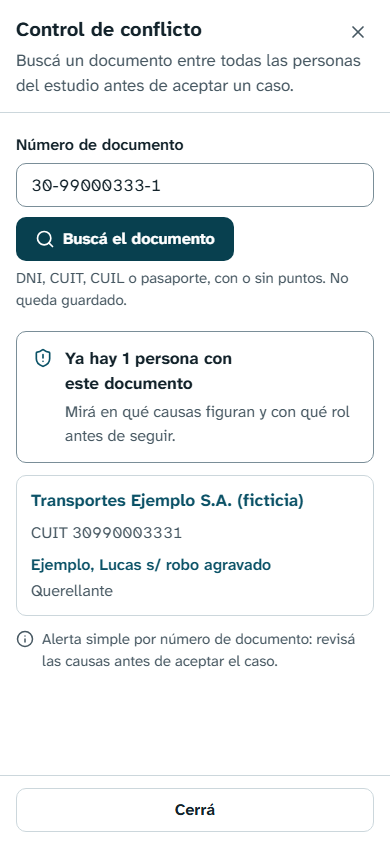 Control de conflicto
Buscá un documento entre todas las personas
del estudio antes de aceptar un caso.
Número de documento
30-99000333-1
Buscá el documento
DNI, CUIT, CUIL o pasaporte, con o sin puntos. No
queda guardado.
Ya hay 1 persona con
este documento
Mirá en qué causas figuran y con qué rol
antes de seguir.
Transportes Ejemplo S.A. (ficticia)
CUIT 30990003331
Ejemplo, Lucas s/ robo agravado
Querellante
Alerta simple por número de documento: revisá
las causas antes de aceptar el caso.
Cerrá